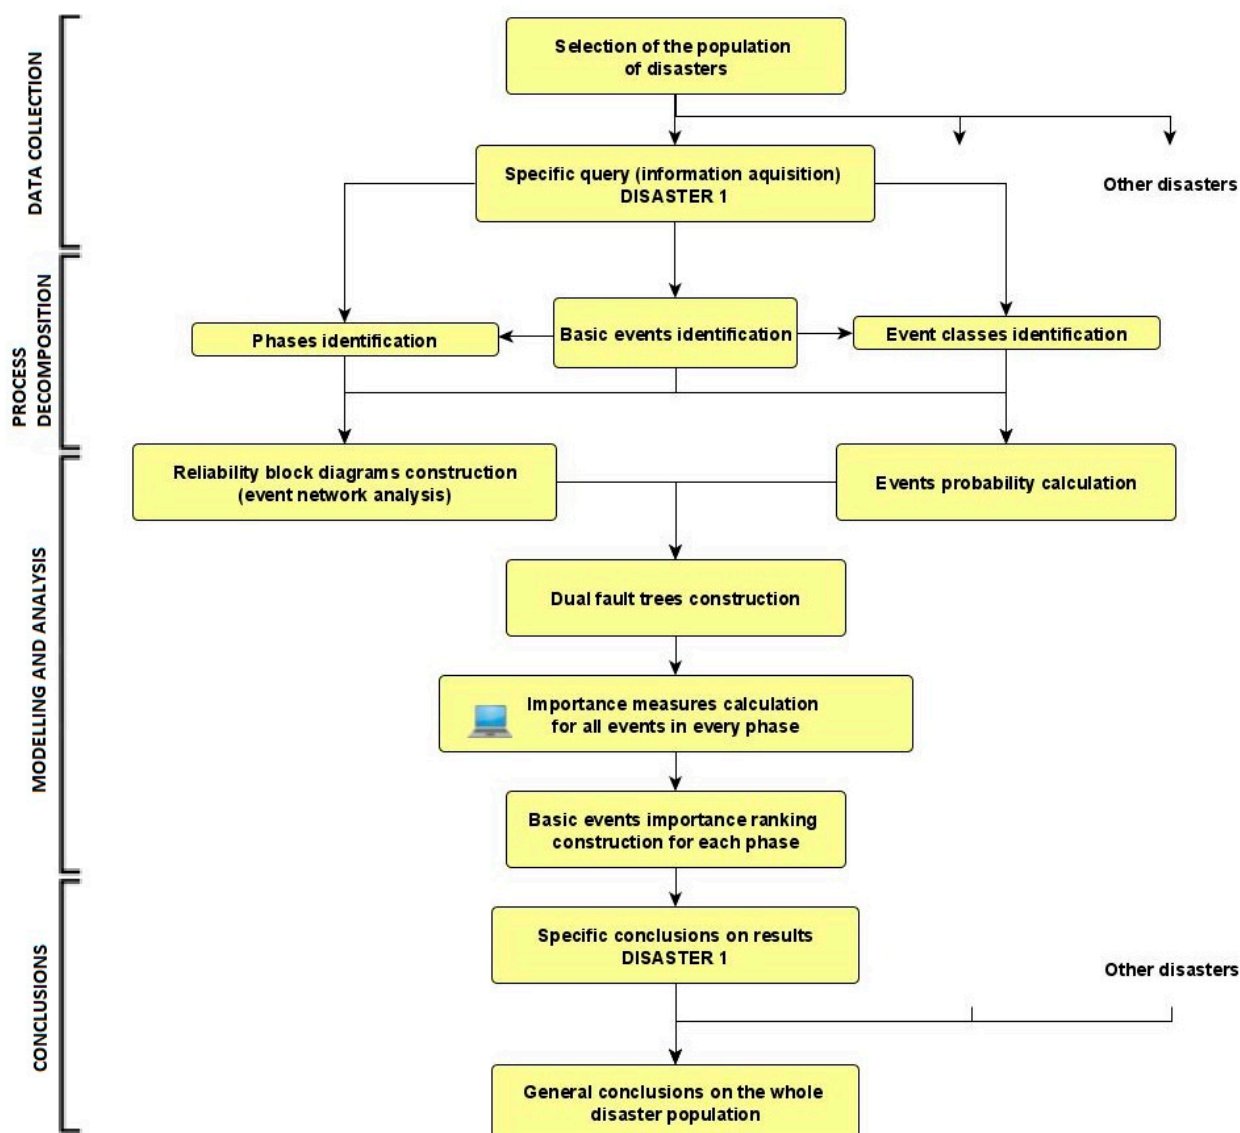 Selection of the population
of disasters
DATA COLLECTION
Specific query (information aquisition)
DISASTER 1
Other disasters
PROCESS
DECOMPOSITION
Phases identification
Basic events identification
Event classes identification
Reliability block diagrams construction
(event network analysis)
Events probability calculation
MODELLING AND ANALYSIS
Dual fault trees construction
Importance measures calculation
for all events in every phase
Basic events importance ranking
construction for each phase
CONCLUSIONS
Specific conclusions on results
DISASTER 1
Other disasters
General conclusions on the whole
disaster population